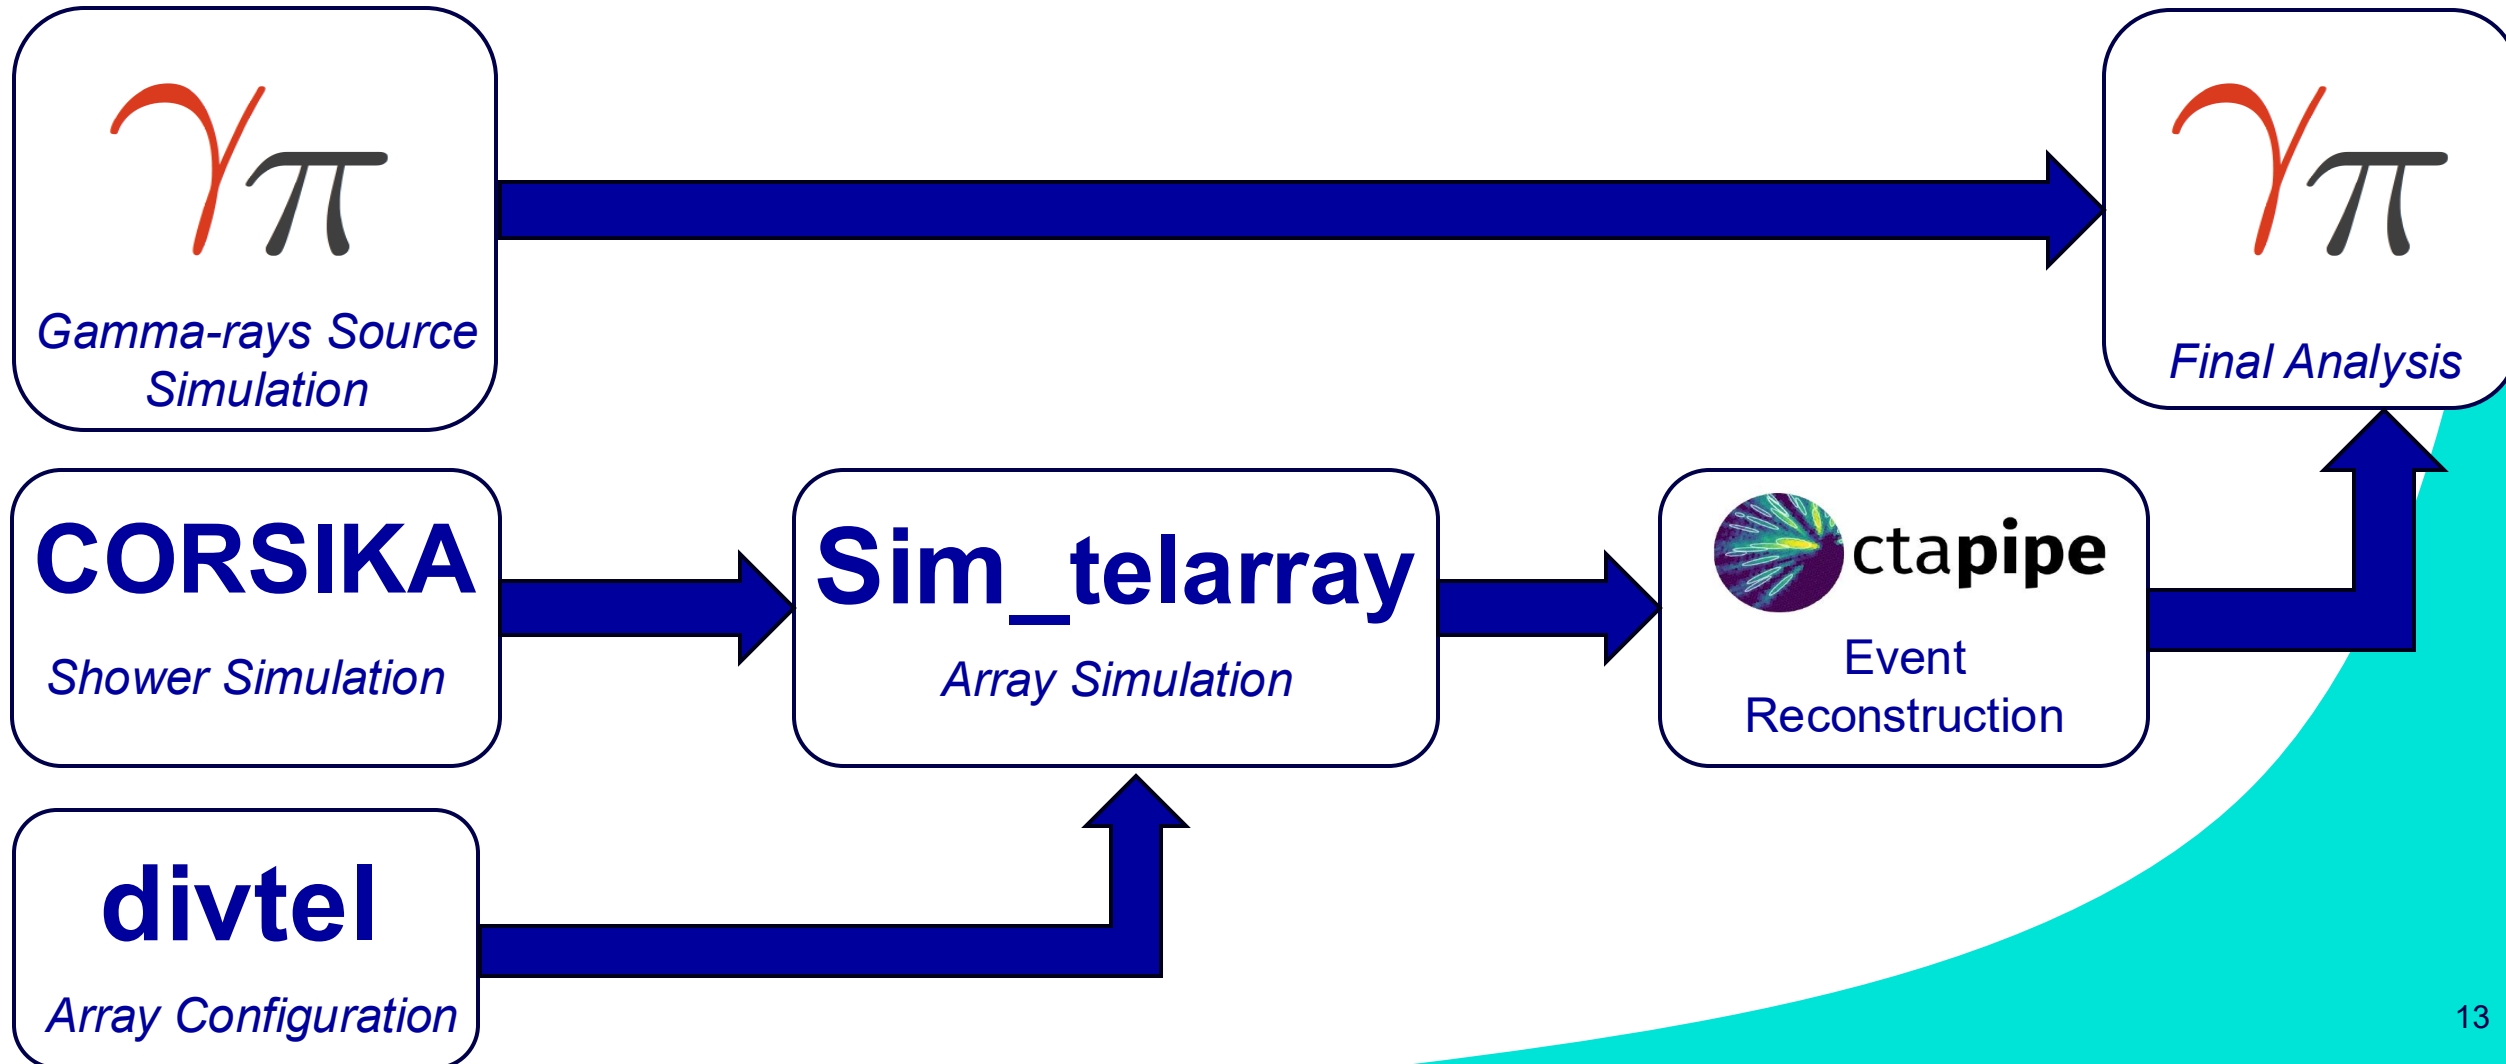 γπ
Gamma-rays Source
Simulation
γπ
Final Analysis
CORSIKA
Shower Simulation
Sim_telarray
Array Simulation
ctapipe
Event
Reconstruction
divtel
Array Configuration
13